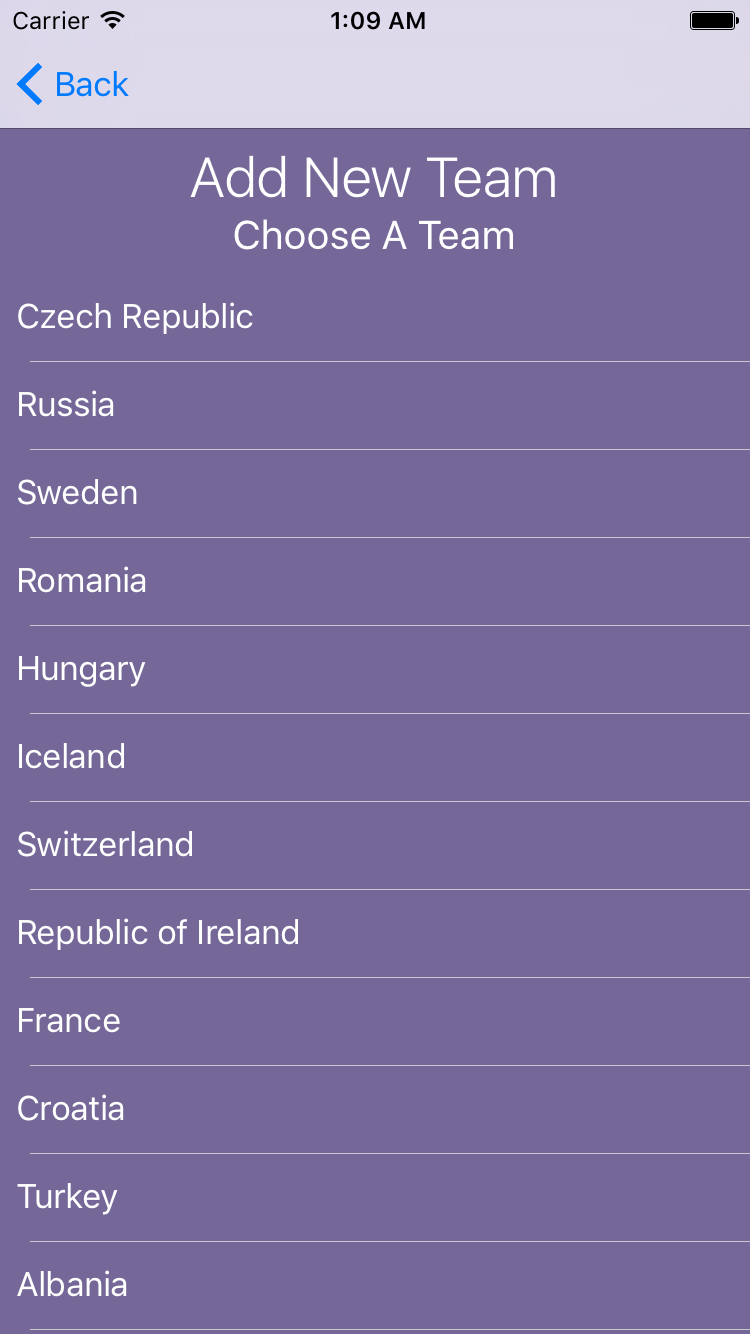 Carrier 1:09 AM
Back
Add New Team
Choose A Team
Czech Republic
Russia
Sweden
Romania
Hungary
Iceland
Switzerland
Republic of Ireland
France
Croatia
Turkey
Albania